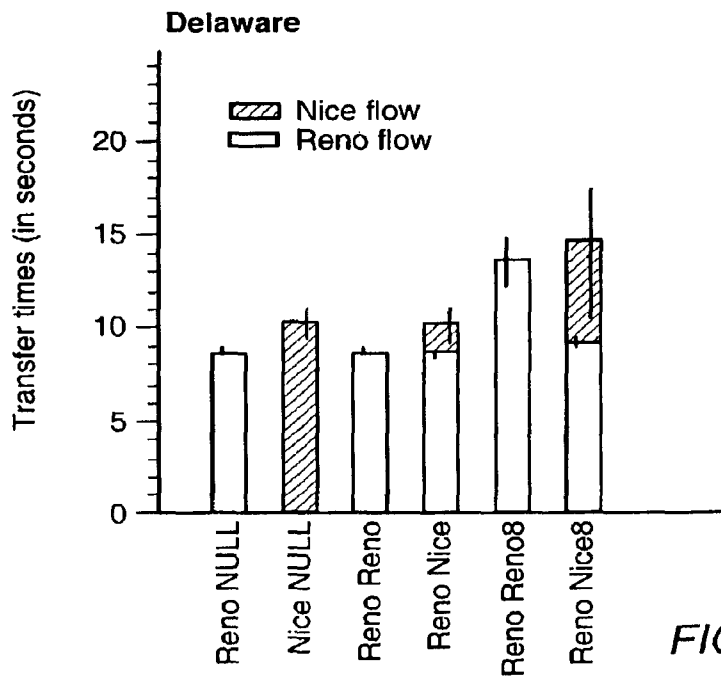 Delaware
Transfer times (in seconds)
20
15
10
5
0
Nice flow
Reno flow
Reno NULL
Nice NULL
Reno Reno
Reno Nice
Reno Reno8
Reno Nice8
FIG